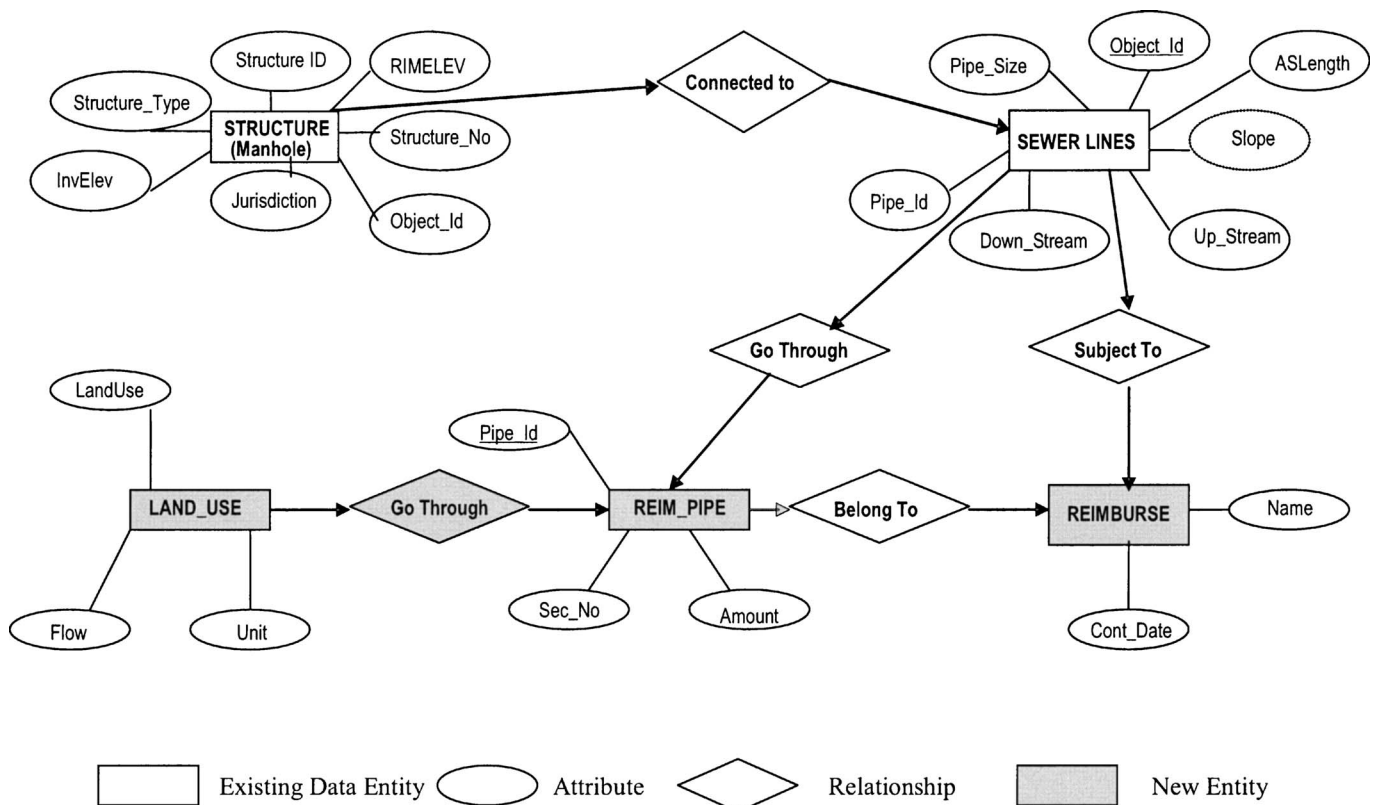 Structure ID
RIMELEV
Structure_Type
STRUCTURE
(Manhole)
Structure_No
InvElev
Jurisdiction
Object_Id
Connected to
Pipe_Size
Object_Id
ASLength
SEWER LINES
Slope
Pipe_Id
Down_Stream
Up_Stream
Go Through
Subject To
LandUse
Pipe_Id
LAND_USE
Go Through
REIM_PIPE
Belong To
REIMBURSE
Name
Flow
Unit
Sec_No
Amount
Cont_Date
Existing Data Entity
Attribute
Relationship
New Entity